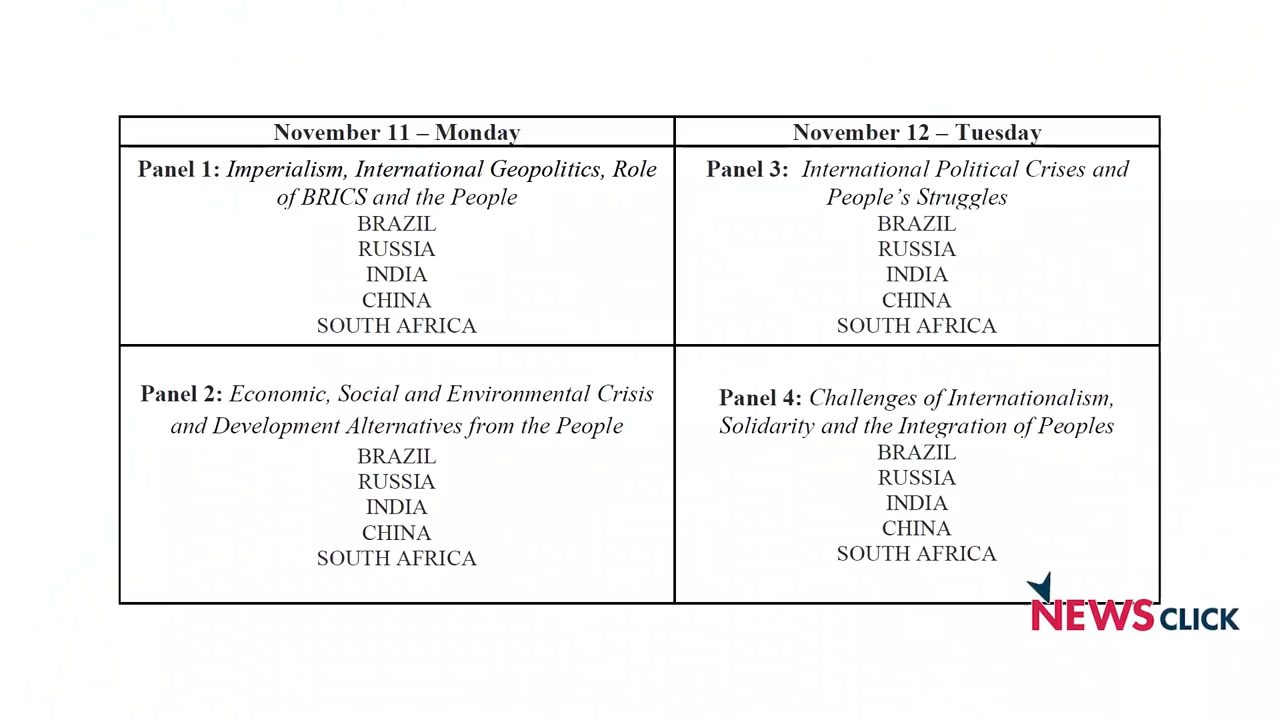 November 11 – Monday
Panel 1: Imperialism, International Geopolitics, Role
of BRICS and the People
BRAZIL
RUSSIA
INDIA
CHINA
SOUTH AFRICA
Panel 2: Economic, Social and Environmental Crisis
and Development Alternatives from the People
BRAZIL
RUSSIA
INDIA
CHINA
SOUTH AFRICA
November 12 – Tuesday
Panel 3: International Political Crises and
People’s Struggles
BRAZIL
RUSSIA
INDIA
CHINA
SOUTH AFRICA
Panel 4: Challenges of Internationalism,
Solidarity and the Integration of Peoples
BRAZIL
RUSSIA
INDIA
CHINA
SOUTH AFRICA
NEWSCLICK